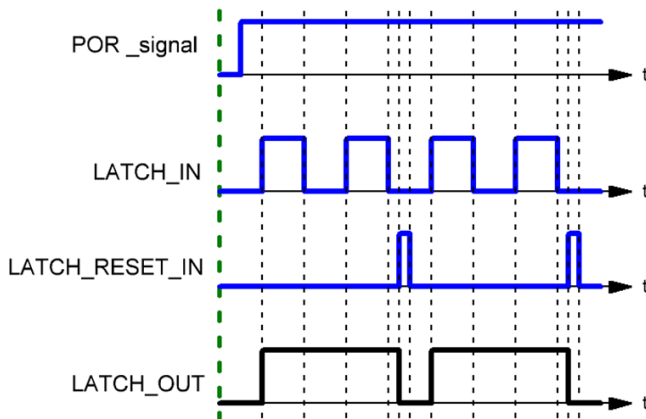 POR _signal
t
LATCH_IN
t
LATCH_RESET_IN
t
LATCH_OUT
t